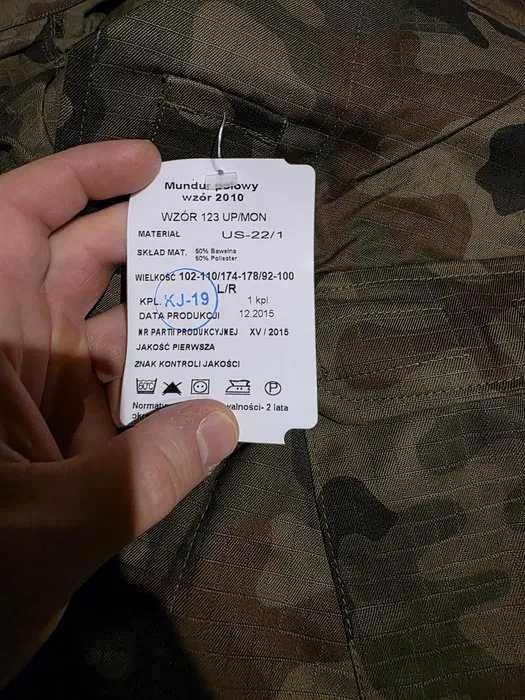 Mundur polowy
wzór 2010
WZÓR 123 UP/MON
MATERIAŁ US-22/1
SKŁAD MAT. 50% Bawełna
50% Poliester
WIELKOŚĆ 102-110/174-178/92-100
L/R
KPL. KJ-19 1 kpl
DATA PRODUKCJI 12.2015
NR PARTII PRODUKCYJNEJ XV / 2015
JAKOŚĆ PIERWSZA
ZNAK KONTROLI JAKOŚCI
60°C P
- 2 lata